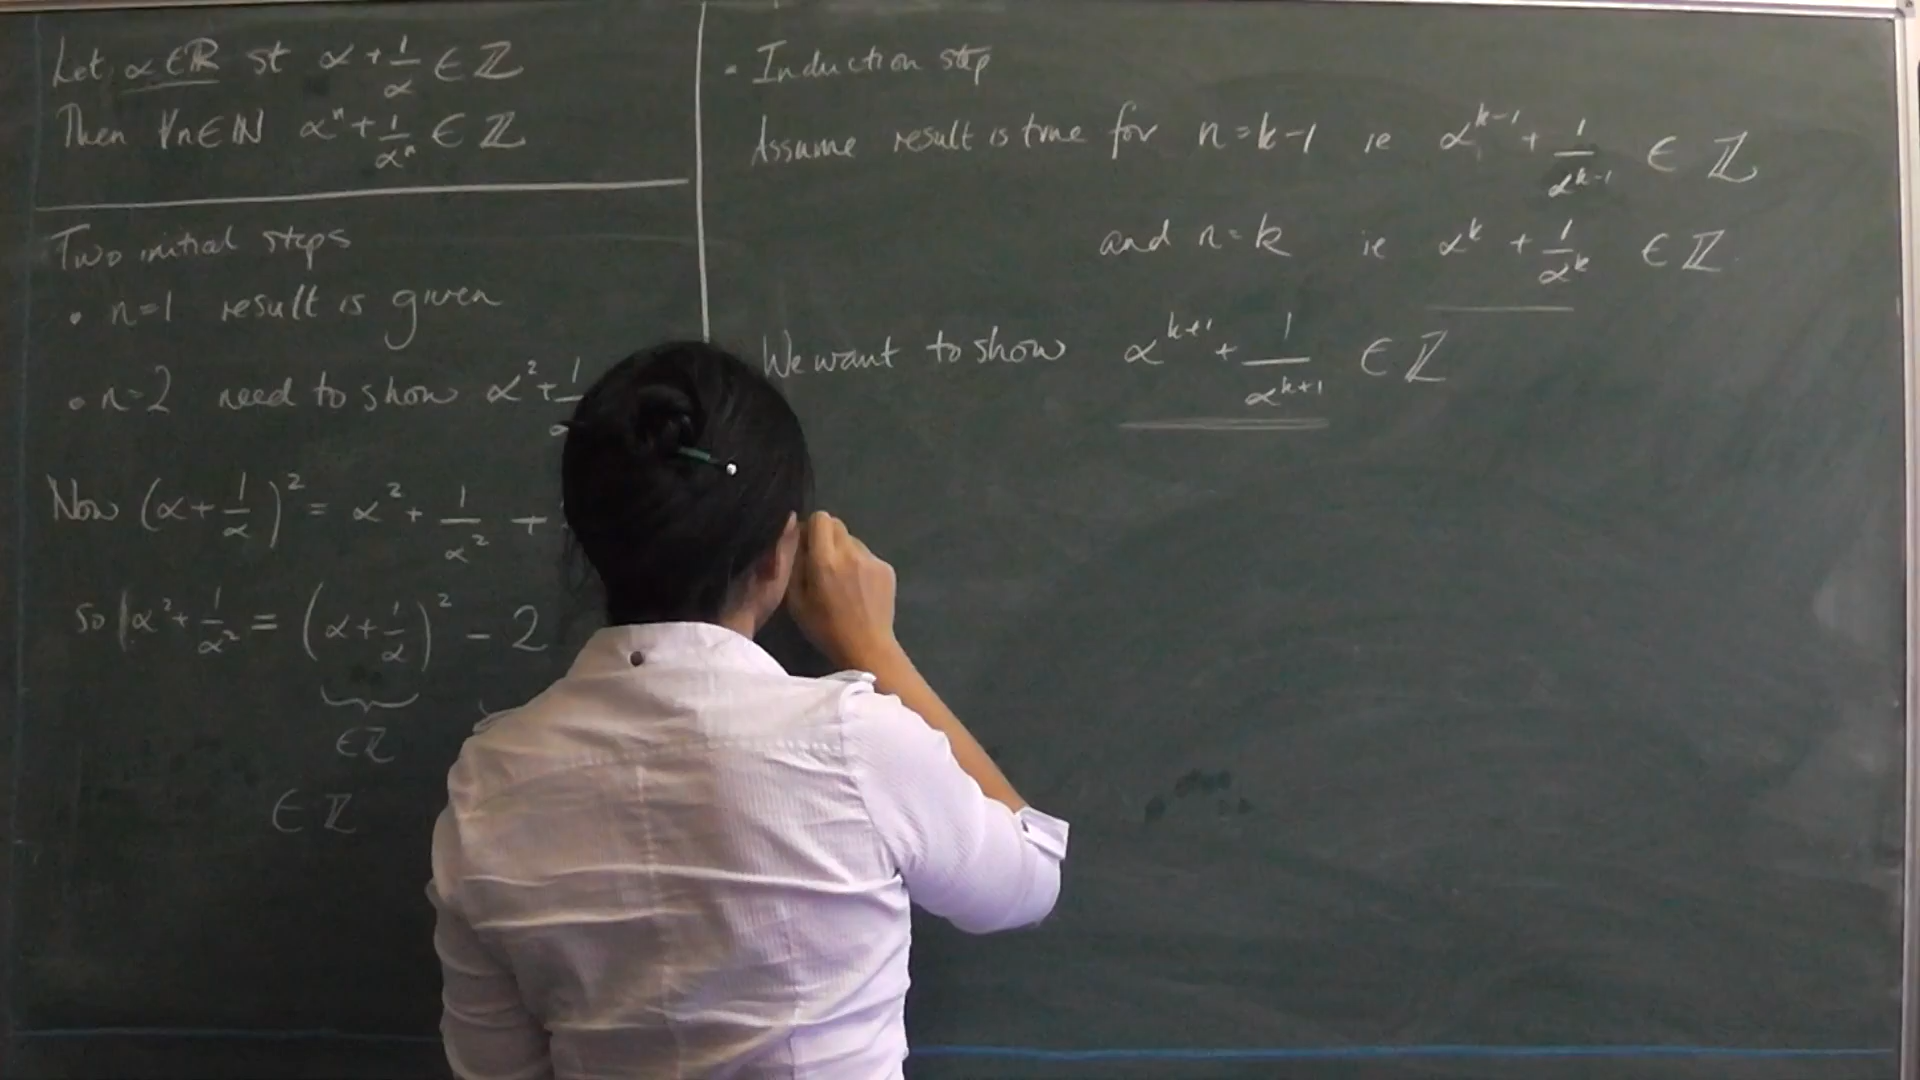 Let α ∈ ℝ st α + 1/α ∈ ℤ
Then ∀n ∈ ℕ αⁿ + 1/αⁿ ∈ ℤ
Two initial steps
• n=1 result is given
• n=2 need to show α² + 1/α
Now (α + 1/α)² = α² + 1/α² +
so α² + 1/α² = (α + 1/α)² - 2
∈ℤ
∈ ℤ
• Induction step
Assume result is true for n = k-1 ie α^(k-1) + 1/α^(k-1) ∈ ℤ
and n = k ie α^k + 1/α^k ∈ ℤ
We want to show α^(k+1) + 1/α^(k+1) ∈ ℤ